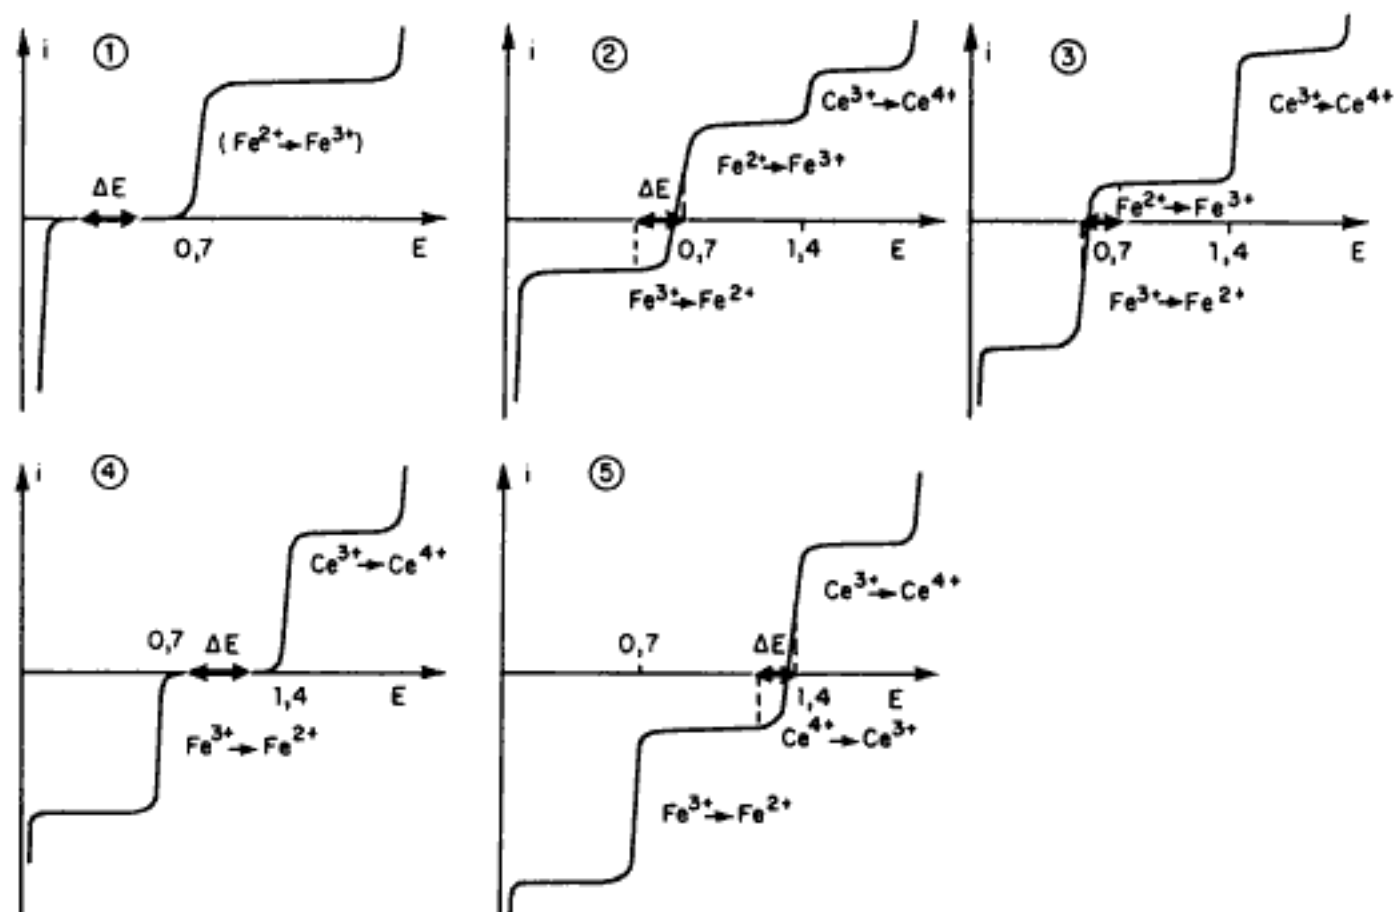 i ①
(Fe²⁺→Fe³⁺)
ΔE
0,7 E
i ②
Ce³⁺→Ce⁴⁺
Fe²⁺→Fe³⁺
ΔE
0,7 1,4 E
Fe³⁺→Fe²⁺
i ③
Ce³⁺→Ce⁴⁺
Fe²⁺→Fe³⁺
0,7 1,4 E
Fe³⁺→Fe²⁺
i ④
Ce³⁺→Ce⁴⁺
0,7 ΔE
1,4 E
Fe³⁺→Fe²⁺
i ⑤
Ce³⁺→Ce⁴⁺
0,7 ΔE
1,4 E
Ce⁴⁺→Ce³⁺
Fe³⁺→Fe²⁺